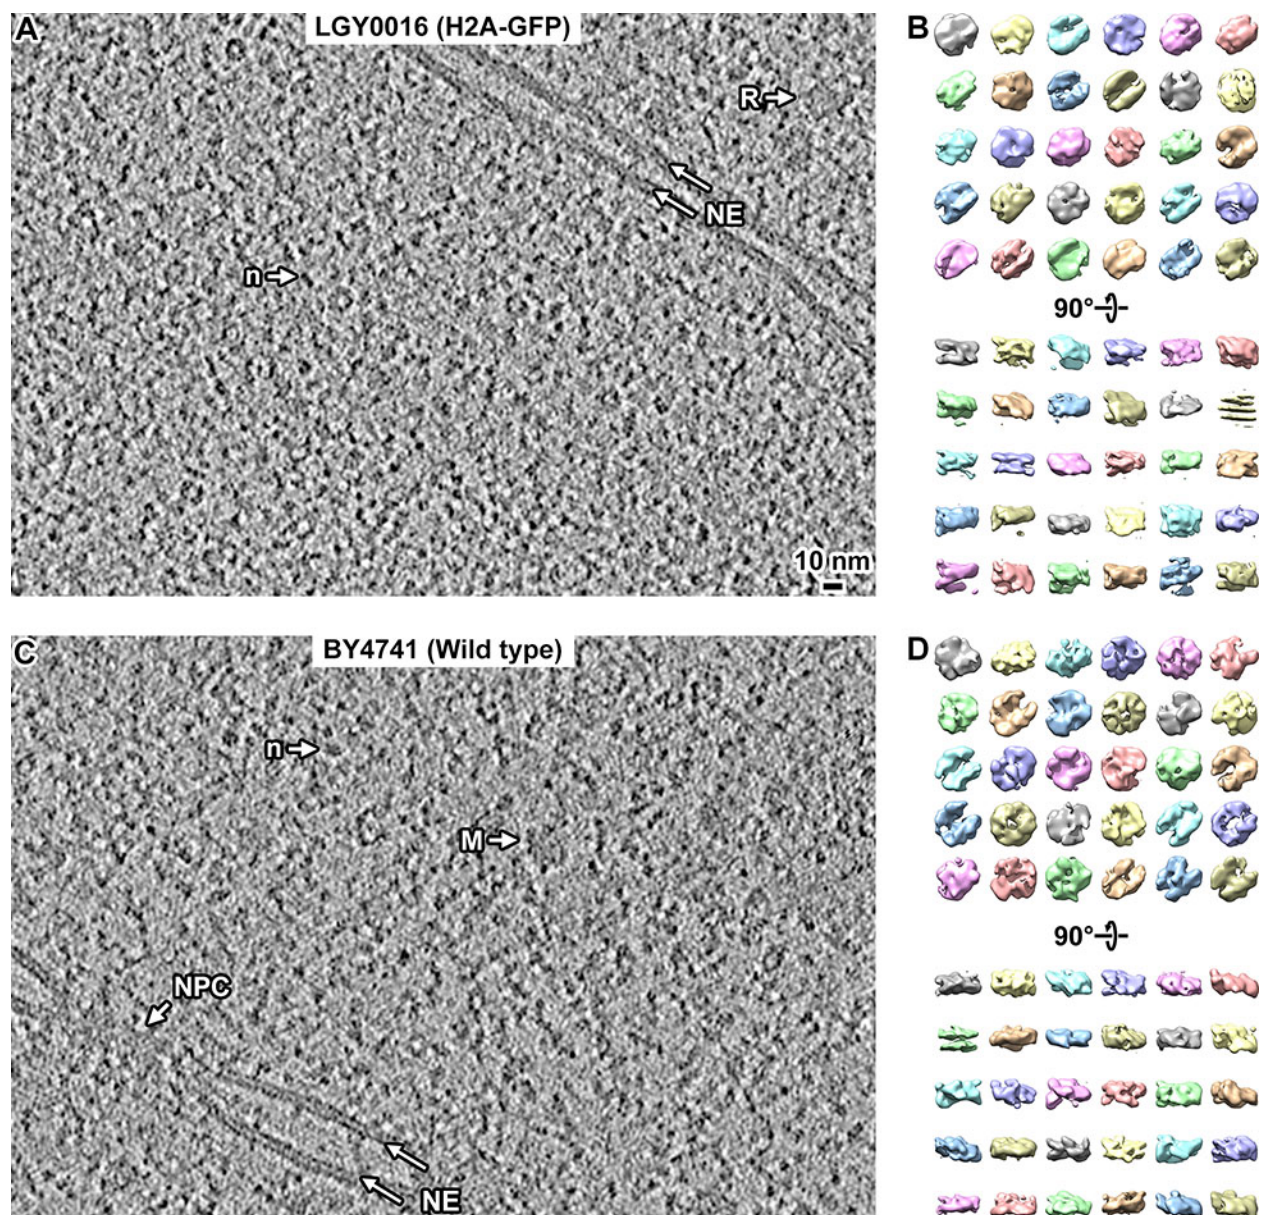 A
LGY0016 (H2A-GFP)
R
NE
n
10 nm
B
90°
C
BY4741 (Wild type)
n
M
NPC
NE
D
90°